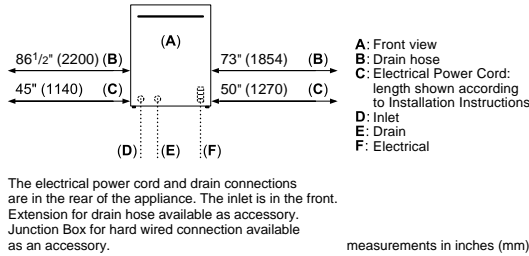 (A)
86 1/2" (2200) (B)
73" (1854) (B)
45" (1140) (C)
50" (1270) (C)
(D) (E) (F)
A: Front view
B: Drain hose
C: Electrical Power Cord:
length shown according
to Installation Instructions
D: Inlet
E: Drain
F: Electrical
The electrical power cord and drain connections
are in the rear of the appliance. The inlet is in the front.
Extension for drain hose available as accessory.
Junction Box for hard wired connection available
as an accessory.
measurements in inches (mm)